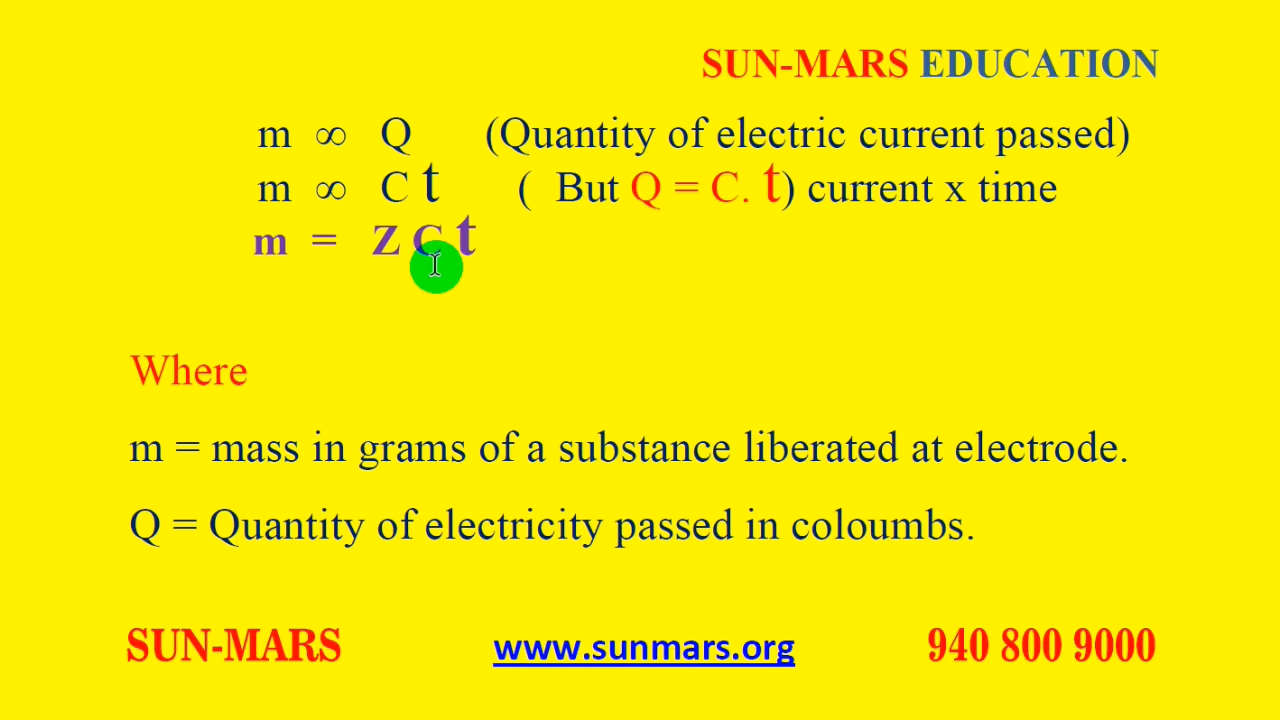 SUN-MARS EDUCATION
m ∞ Q (Quantity of electric current passed)
m ∞ C t ( But Q = C. t) current x time
m = Z C t
Where
m = mass in grams of a substance liberated at electrode.
Q = Quantity of electricity passed in coloumbs.
SUN-MARS www.sunmars.org 940 800 9000